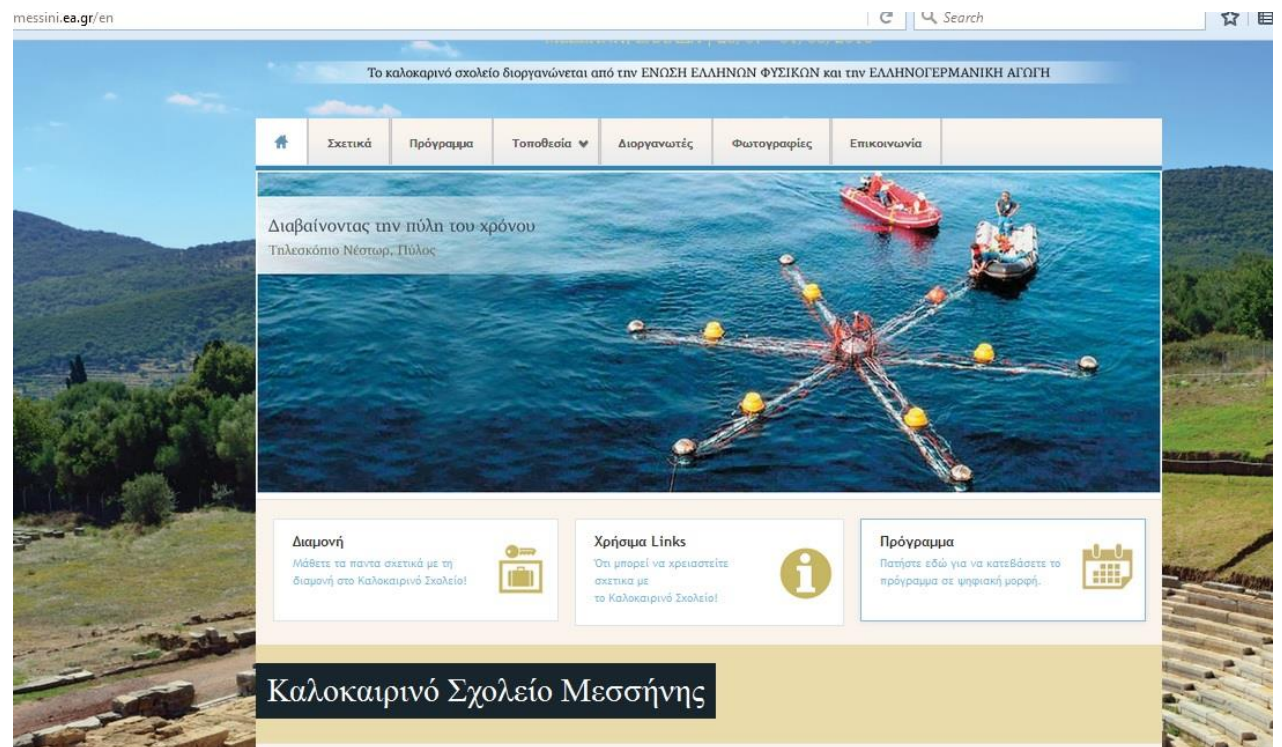 messini.ea.gr/en
Search
Το καλοκαιρινό σχολείο διοργανώνεται από την ΕΝΩΣΗ ΕΛΛΗΝΩΝ ΦΥΣΙΚΩΝ και την ΕΛΛΗΝΟΓΕΡΜΑΝΙΚΗ ΑΓΩΓΗ
Σχετικά Πρόγραμμα Τοποθεσία Διοργανωτές Φωτογραφίες Επικοινωνία
Διαβαίνοντας την πύλη του χρόνου
Τηλεσκόπιο Νέστωρ, Πύλος
Διαμονή
Μάθετε τα παντα σχετικά με τη
διαμονή στο Καλοκαιρινό Σχολείο!
Χρήσιμα Links
Ότι μπορεί να χρειαστείτε
σχετικα με
το Καλοκαιρινό Σχολείο!
Πρόγραμμα
Πατήστε εδώ για να κατεβάσετε το
πρόγραμμα σε ψηφιακή μορφή.
Καλοκαιρινό Σχολείο Μεσσήνης